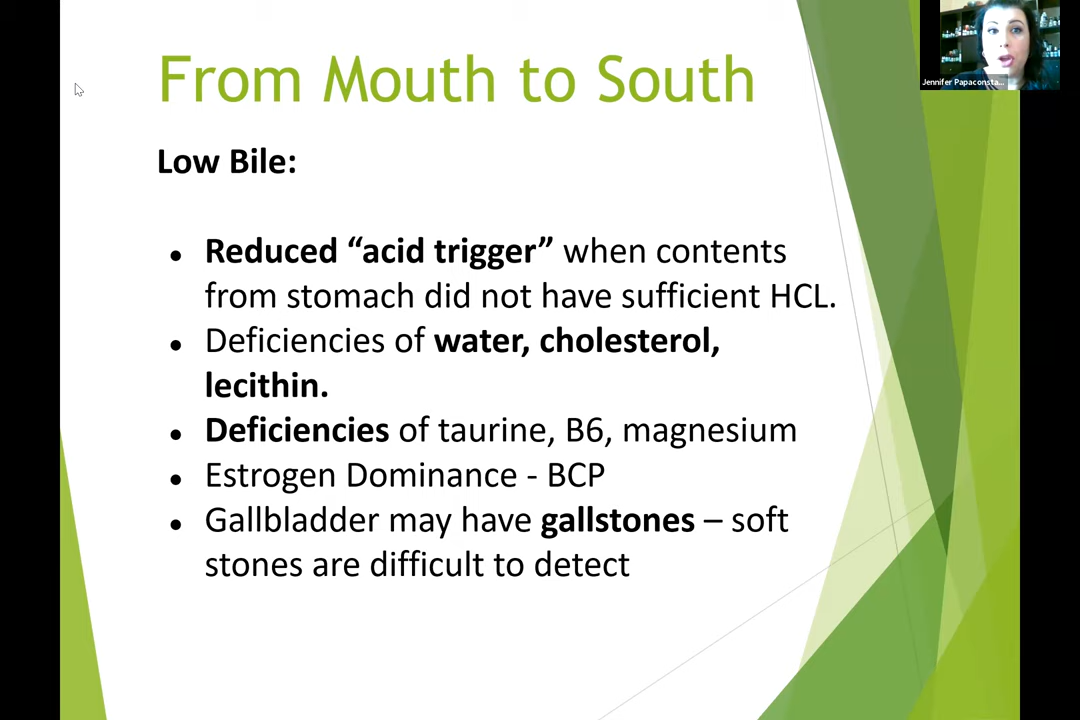 From Mouth to South
Jennifer Papaconsta...
Low Bile:
● Reduced “acid trigger” when contents
from stomach did not have sufficient HCL.
● Deficiencies of water, cholesterol,
lecithin.
● Deficiencies of taurine, B6, magnesium
● Estrogen Dominance - BCP
● Gallbladder may have gallstones – soft
stones are difficult to detect